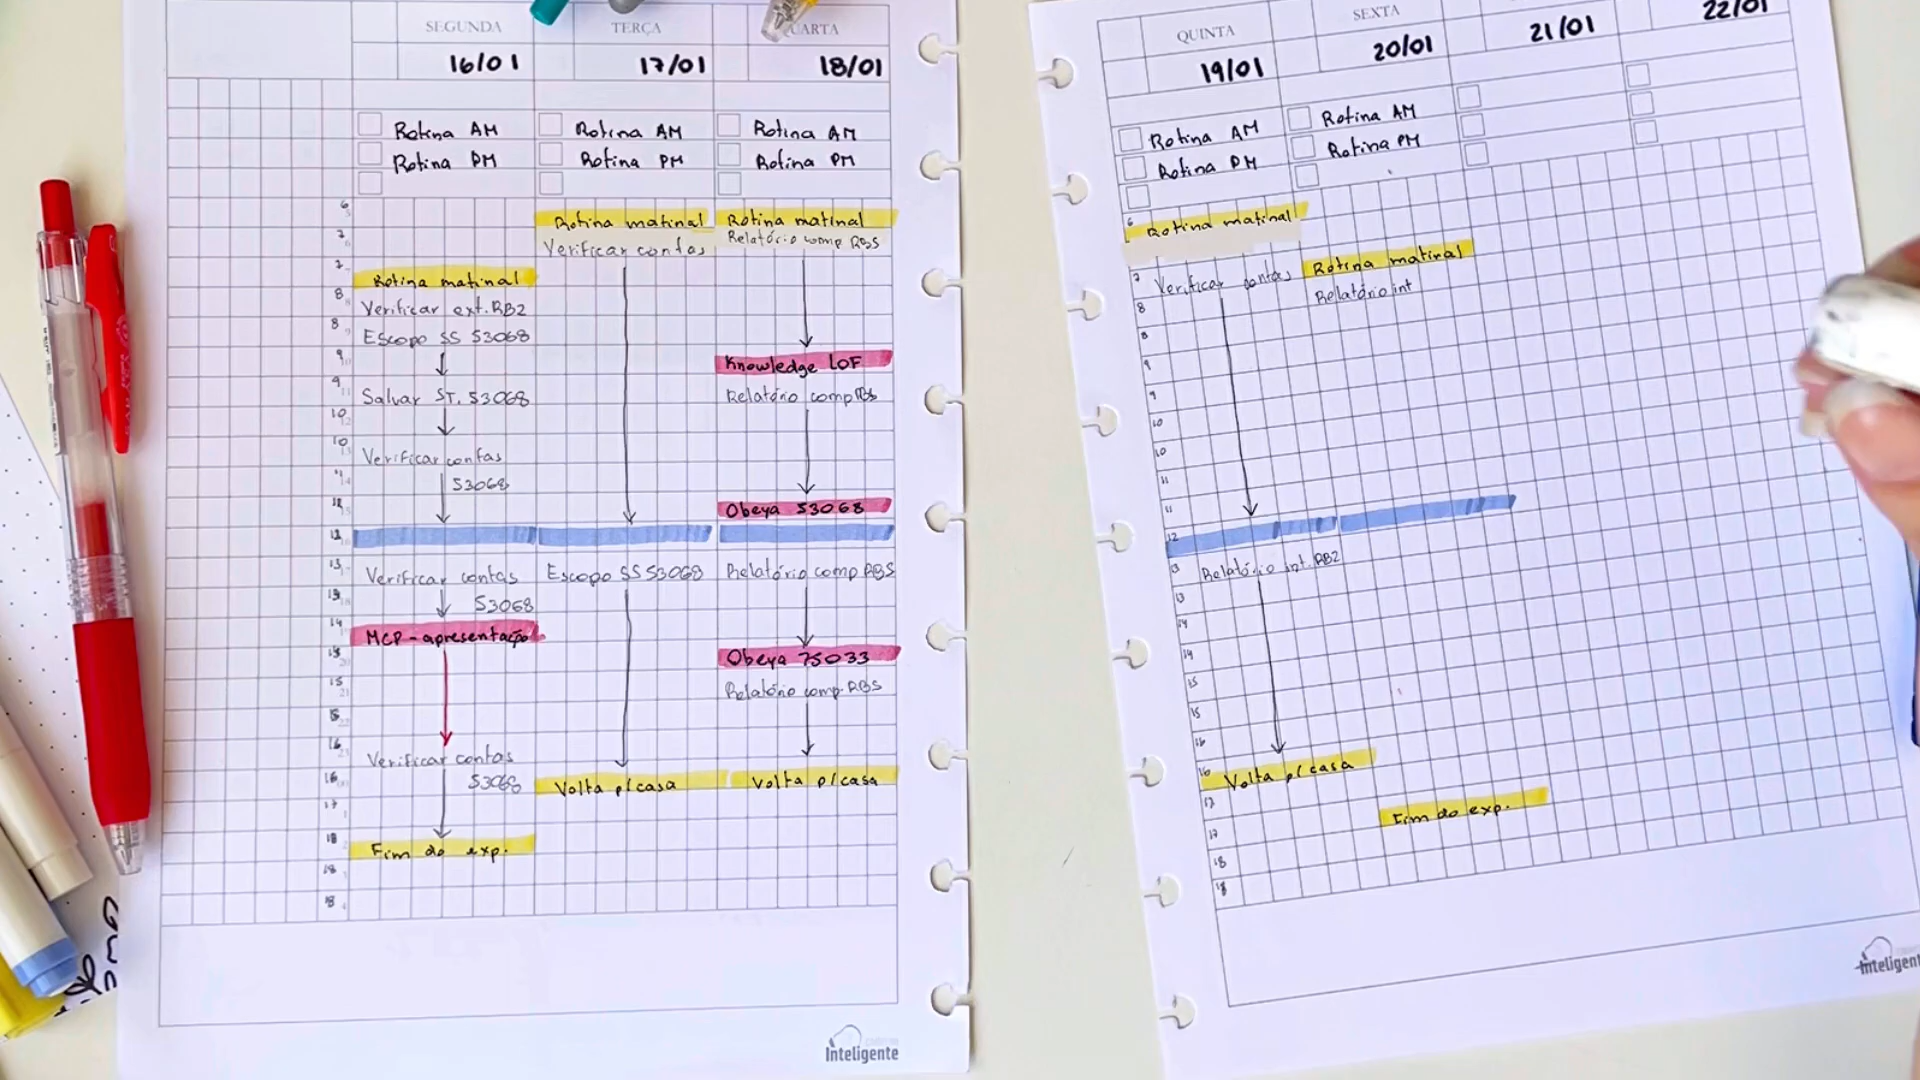 SEGUNDA
16/01
Rotina AM
Rotina PM
Rotina matinal
Verificar ext. RB2
Escopo SS 53068
Salvar ST. 53068
Verificar contas
53068
Verificar contas
53068
MCP - apresentação
Verificar contas
53068
Fim do exp.
TERÇA
17/01
Rotina AM
Rotina PM
Rotina matinal
Verificar contas
Escopo SS 53068
Volta p/ casa
QUARTA
18/01
Rotina AM
Rotina PM
Rotina matinal
Relatório comp RBS
Knowledge LOF
Relatório comp RBS
Obeya 53068
Relatório comp RBS
Obeya 75033
Relatório comp. RBS
Volta p/ casa
Inteligente
QUINTA
19/01
Rotina AM
Rotina PM
Rotina matinal
Verificar contas
Relatório int. RB2
Volta p/ casa
SEXTA
20/01
Rotina AM
Rotina PM
Rotina matinal
Relatório int
Fim do exp.
21/01
22/01